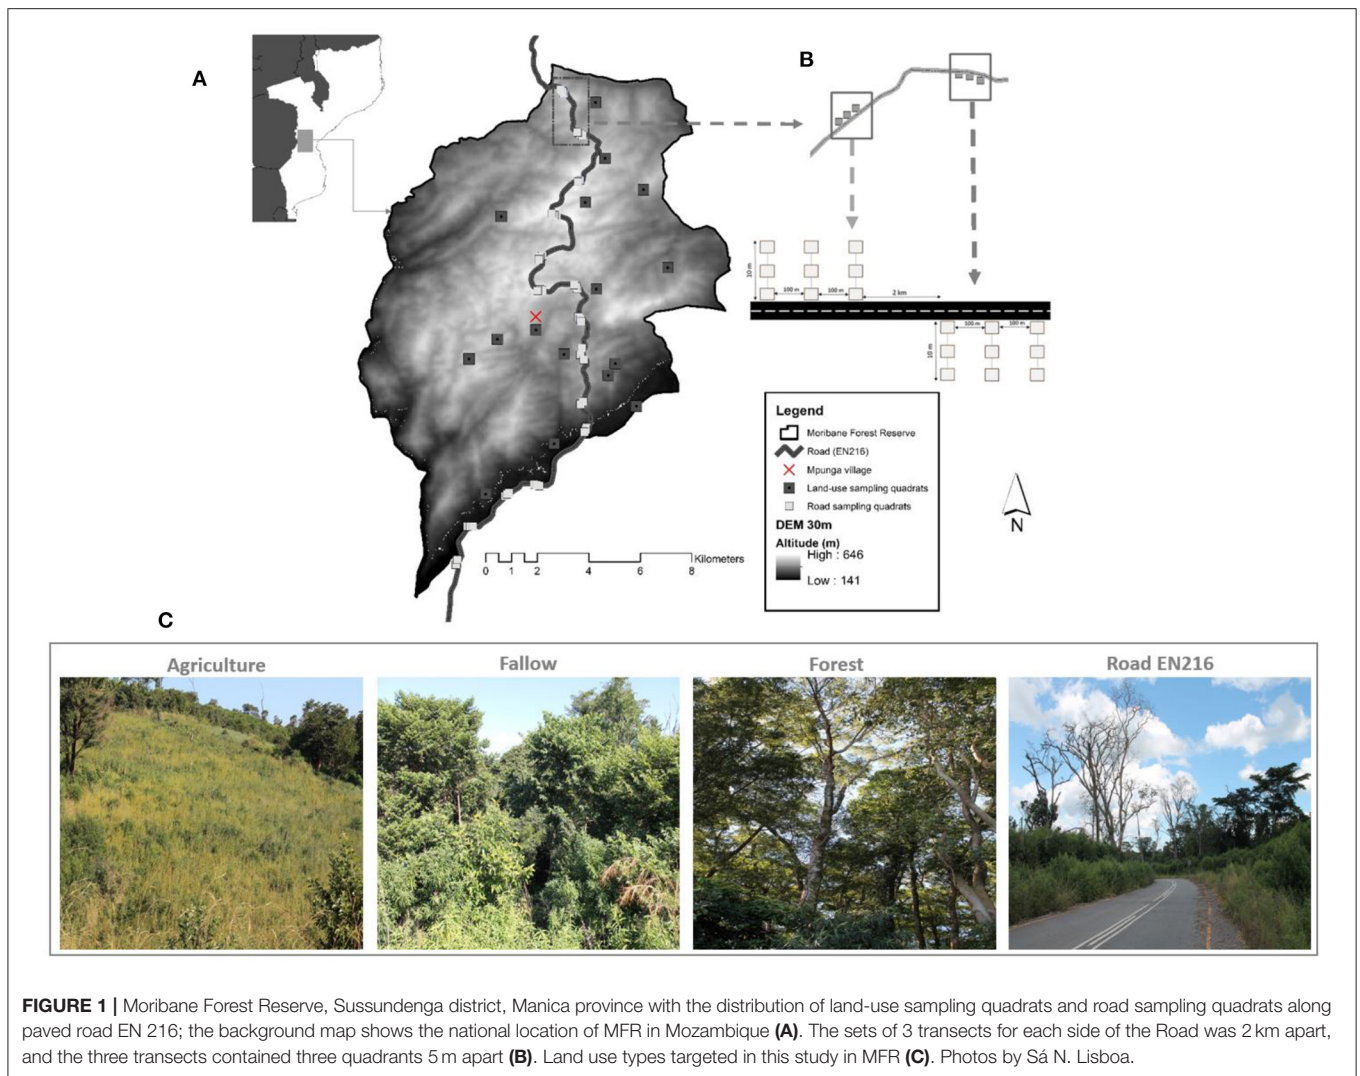 A
B
10 m
100 m
100 m
2 km
100 m
100 m
10 m
Legend
Moribane Forest Reserve
Road (EN216)
Mpunga village
Land-use sampling quadrats
Road sampling quadrats
DEM 30m
Altitude (m)
High : 646
Low : 141
N
Kilometers
0 1 2 4 6 8
C
Agriculture Fallow Forest Road EN216
FIGURE 1 | Moribane Forest Reserve, Sussundenga district, Manica province with the distribution of land-use sampling quadrats and road sampling quadrats along
paved road EN 216; the background map shows the national location of MFR in Mozambique (A). The sets of 3 transects for each side of the Road was 2 km apart,
and the three transects contained three quadrants 5 m apart (B). Land use types targeted in this study in MFR (C). Photos by Sá N. Lisboa.